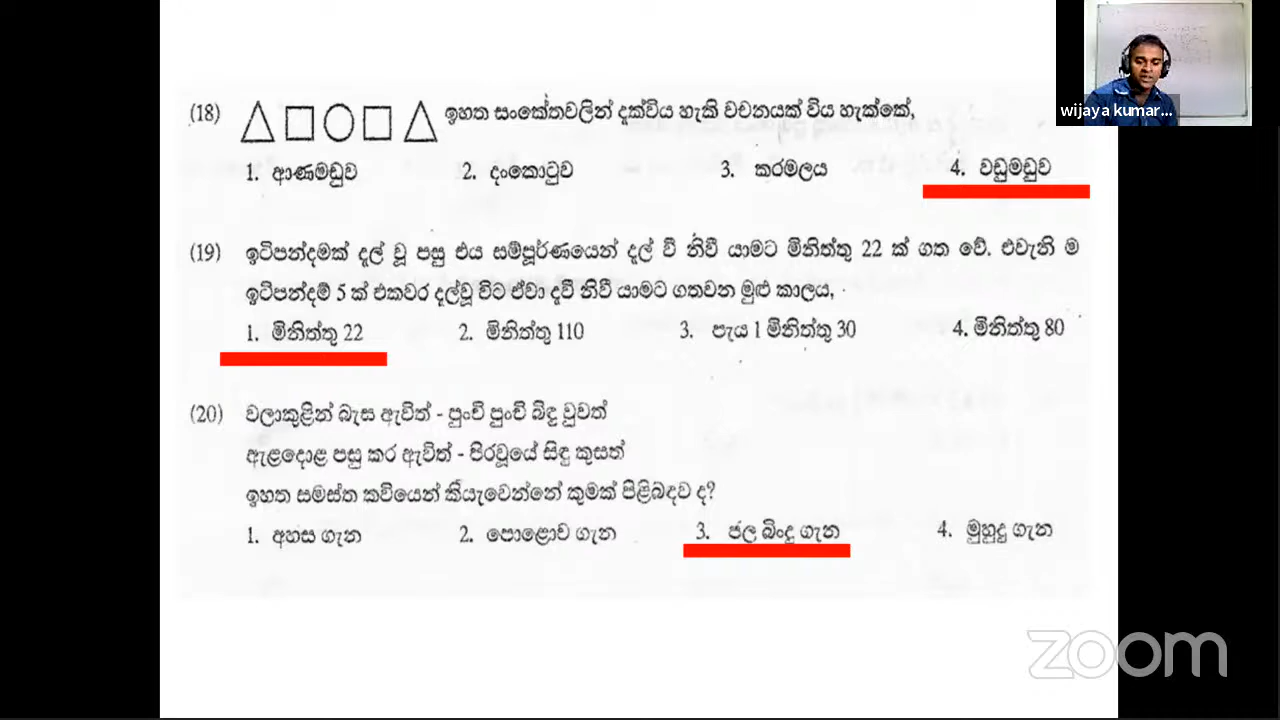 wijaya kumar...
(18) △□○□△ ඉහත සංකේතවලින් දැක්විය හැකි වචනයක් විය හැක්කේ,
1. ආණමඩුව 2. දංකොටුව 3. කරමලය 4. වඩුමඩුව
(19) ඉටිපන්දමක් දැල් වූ පසු එය සම්පූර්ණයෙන් දැල් වී නිවී යාමට මිනිත්තු 22 ක් ගත වේ. එවැනි ම
ඉටිපන්දම් 5 ක් එකවර දැල්වූ විට ඒවා දැවී නිවී යාමට ගතවන මුළු කාලය,
1. මිනිත්තු 22 2. මිනිත්තු 110 3. පැය 1 මිනිත්තු 30 4. මිනිත්තු 80
(20) වලාකුළින් බැස ඇවිත් - පුංචි පුංචි බිඳු වුවත්
ඇළදොළ පසු කර ඇවිත් - පිරවූයේ සිඳු කුසත්
ඉහත සමස්ත කවියෙන් කියැවෙන්නේ කුමක් පිළිබඳව ද?
1. අහස ගැන 2. පොළොව ගැන 3. ජල බිංදු ගැන 4. මුහුදු ගැන
zoom